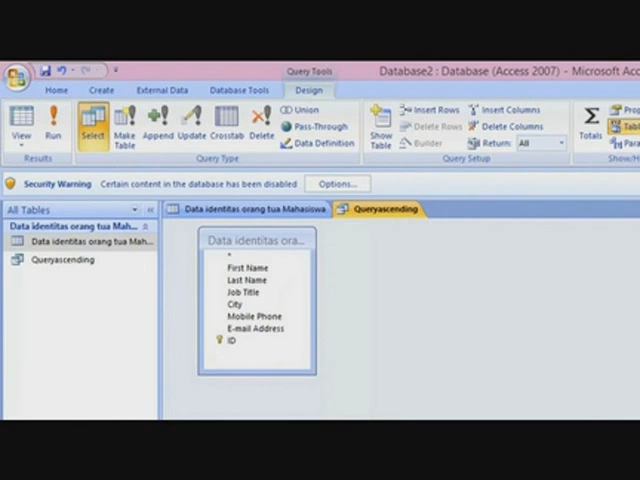 Query Tools
Database2 : Database (Access 2007) - Microsoft Acc
Home Create External Data Database Tools Design
View Run Select Make Table Append Update Crosstab Delete
Union
Pass-Through
Data Definition
Show Table
Insert Rows
Delete Rows
Builder
Insert Columns
Delete Columns
Return: All
Totals
Prop
Tabl
Para
Results Query Type Query Setup Show/H
Security Warning Certain content in the database has been disabled Options...
All Tables
Data identitas orang tua Mah...
Data identitas orang tua Mah...
Queryascending
Data identitas orang tua Mahasiswa Queryascending
Data identitas ora...
*
First Name
Last Name
Job Title
City
Mobile Phone
E-mail Address
ID